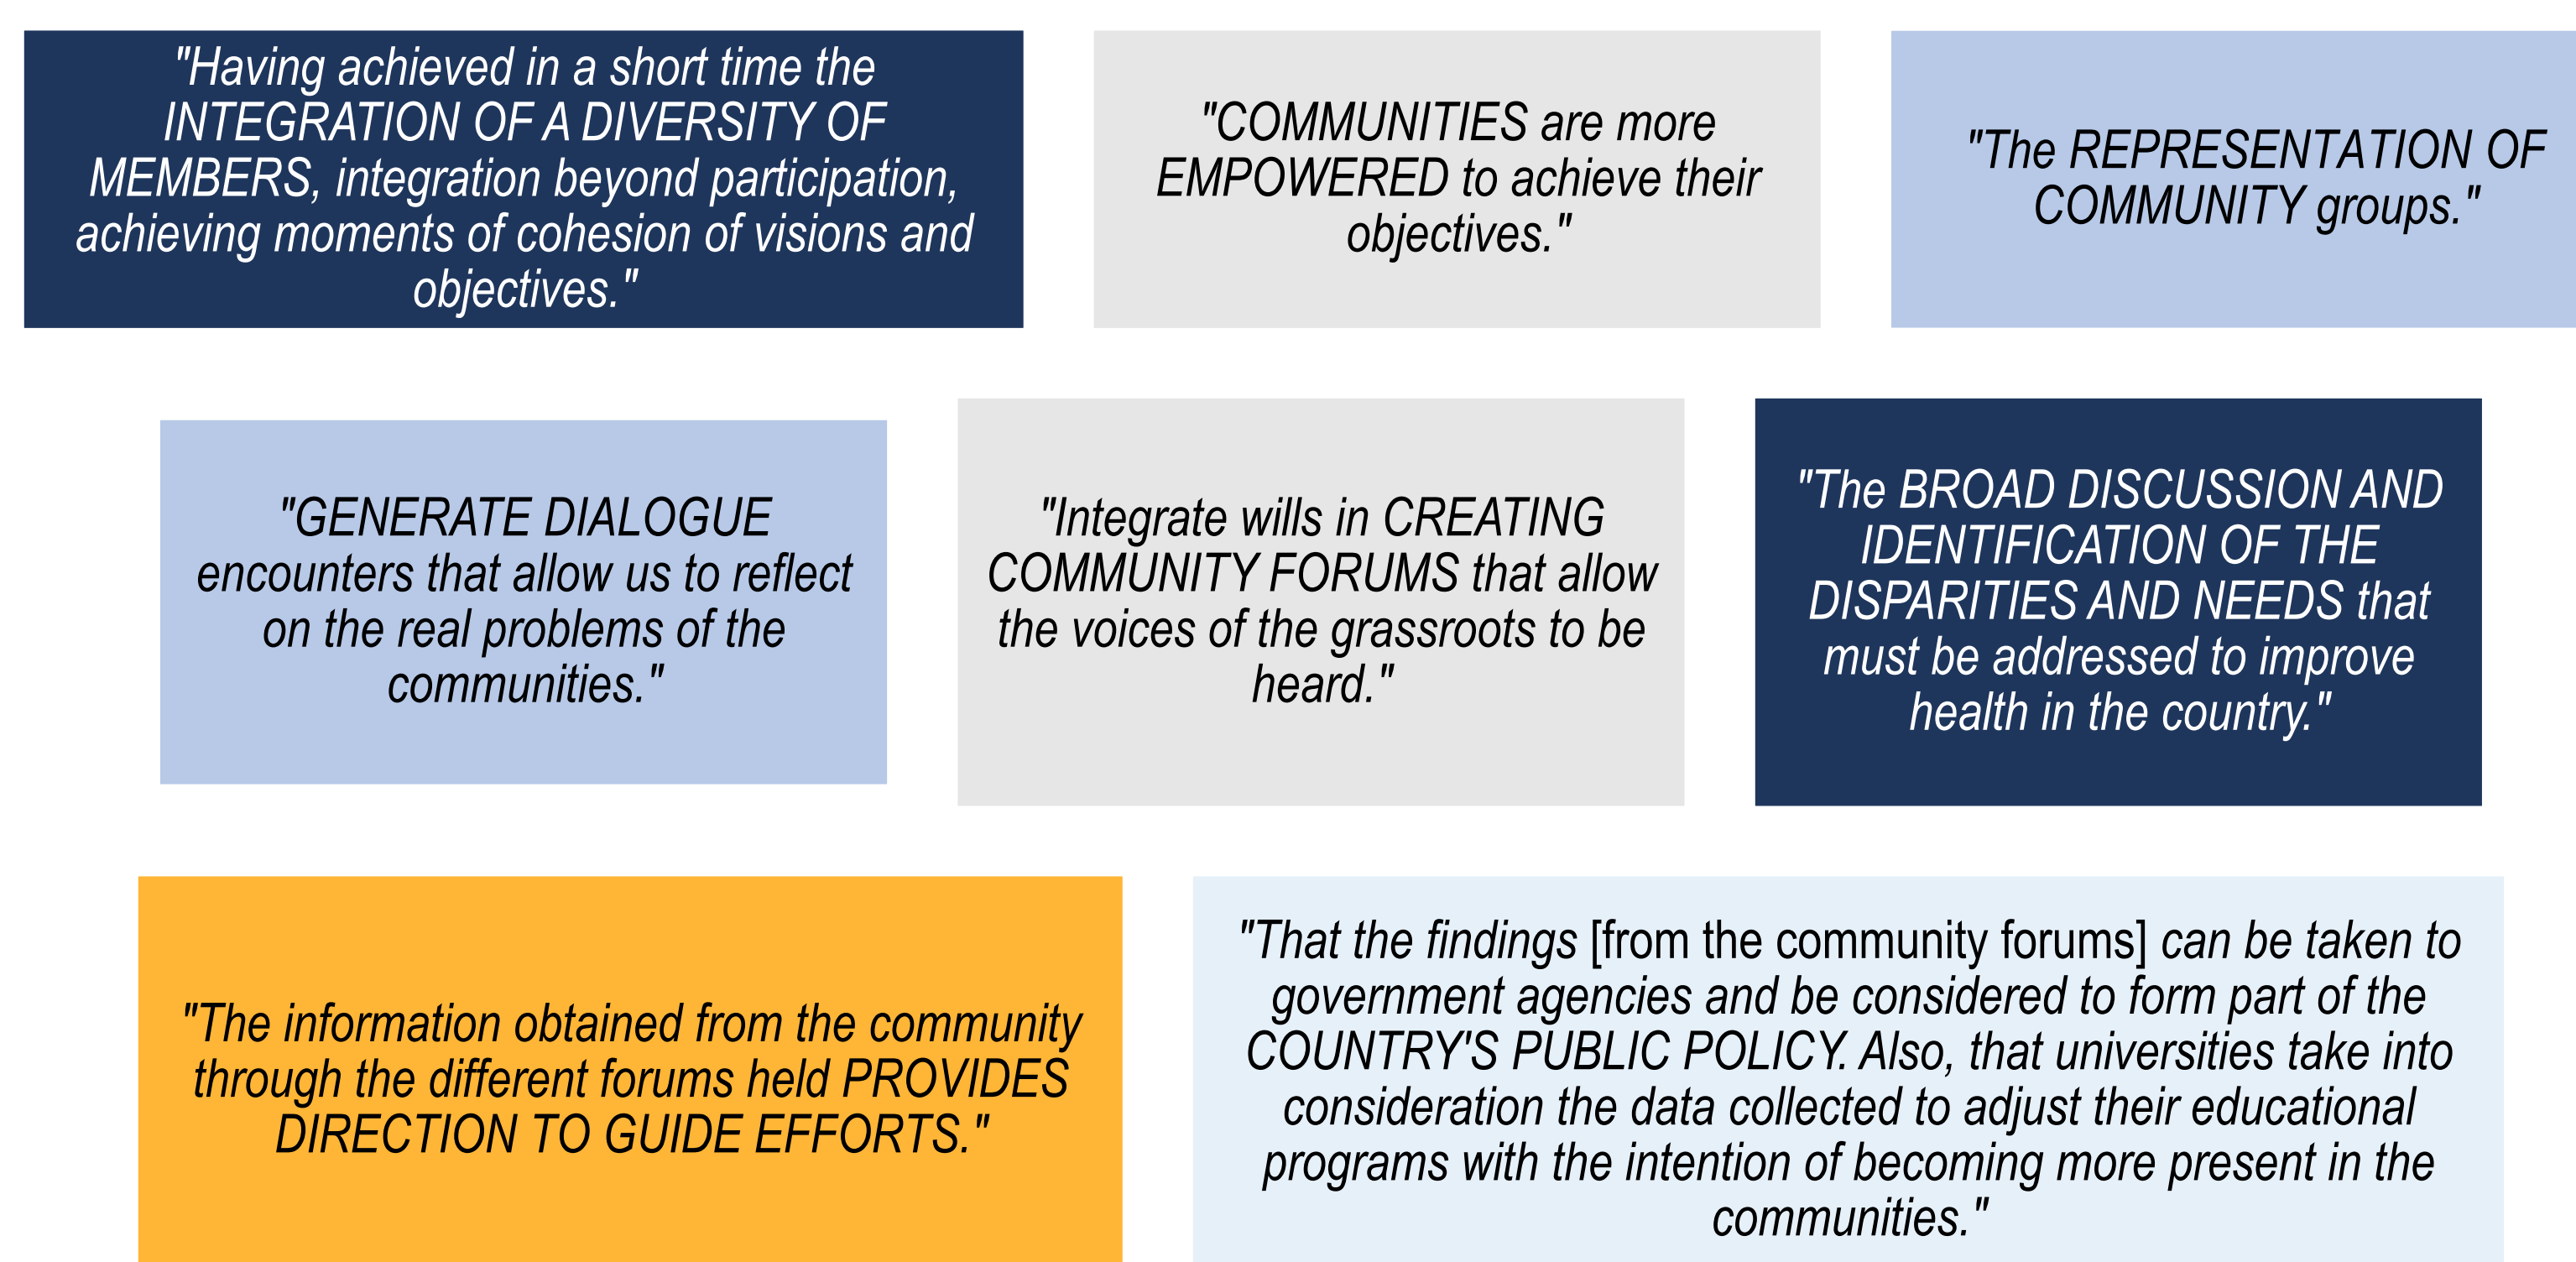 "Having achieved in a short time the
INTEGRATION OF A DIVERSITY OF
MEMBERS, integration beyond participation,
achieving moments of cohesion of visions and
objectives."
"COMMUNITIES are more
EMPOWERED to achieve their
objectives."
"The REPRESENTATION OF
COMMUNITY groups."
"GENERATE DIALOGUE
encounters that allow us to reflect
on the real problems of the
communities."
"Integrate wills in CREATING
COMMUNITY FORUMS that allow
the voices of the grassroots to be
heard."
"The BROAD DISCUSSION AND
IDENTIFICATION OF THE
DISPARITIES AND NEEDS that
must be addressed to improve
health in the country."
"The information obtained from the community
through the different forums held PROVIDES
DIRECTION TO GUIDE EFFORTS."
"That the findings [from the community forums] can be taken to
government agencies and be considered to form part of the
COUNTRY'S PUBLIC POLICY. Also, that universities take into
consideration the data collected to adjust their educational
programs with the intention of becoming more present in the
communities."